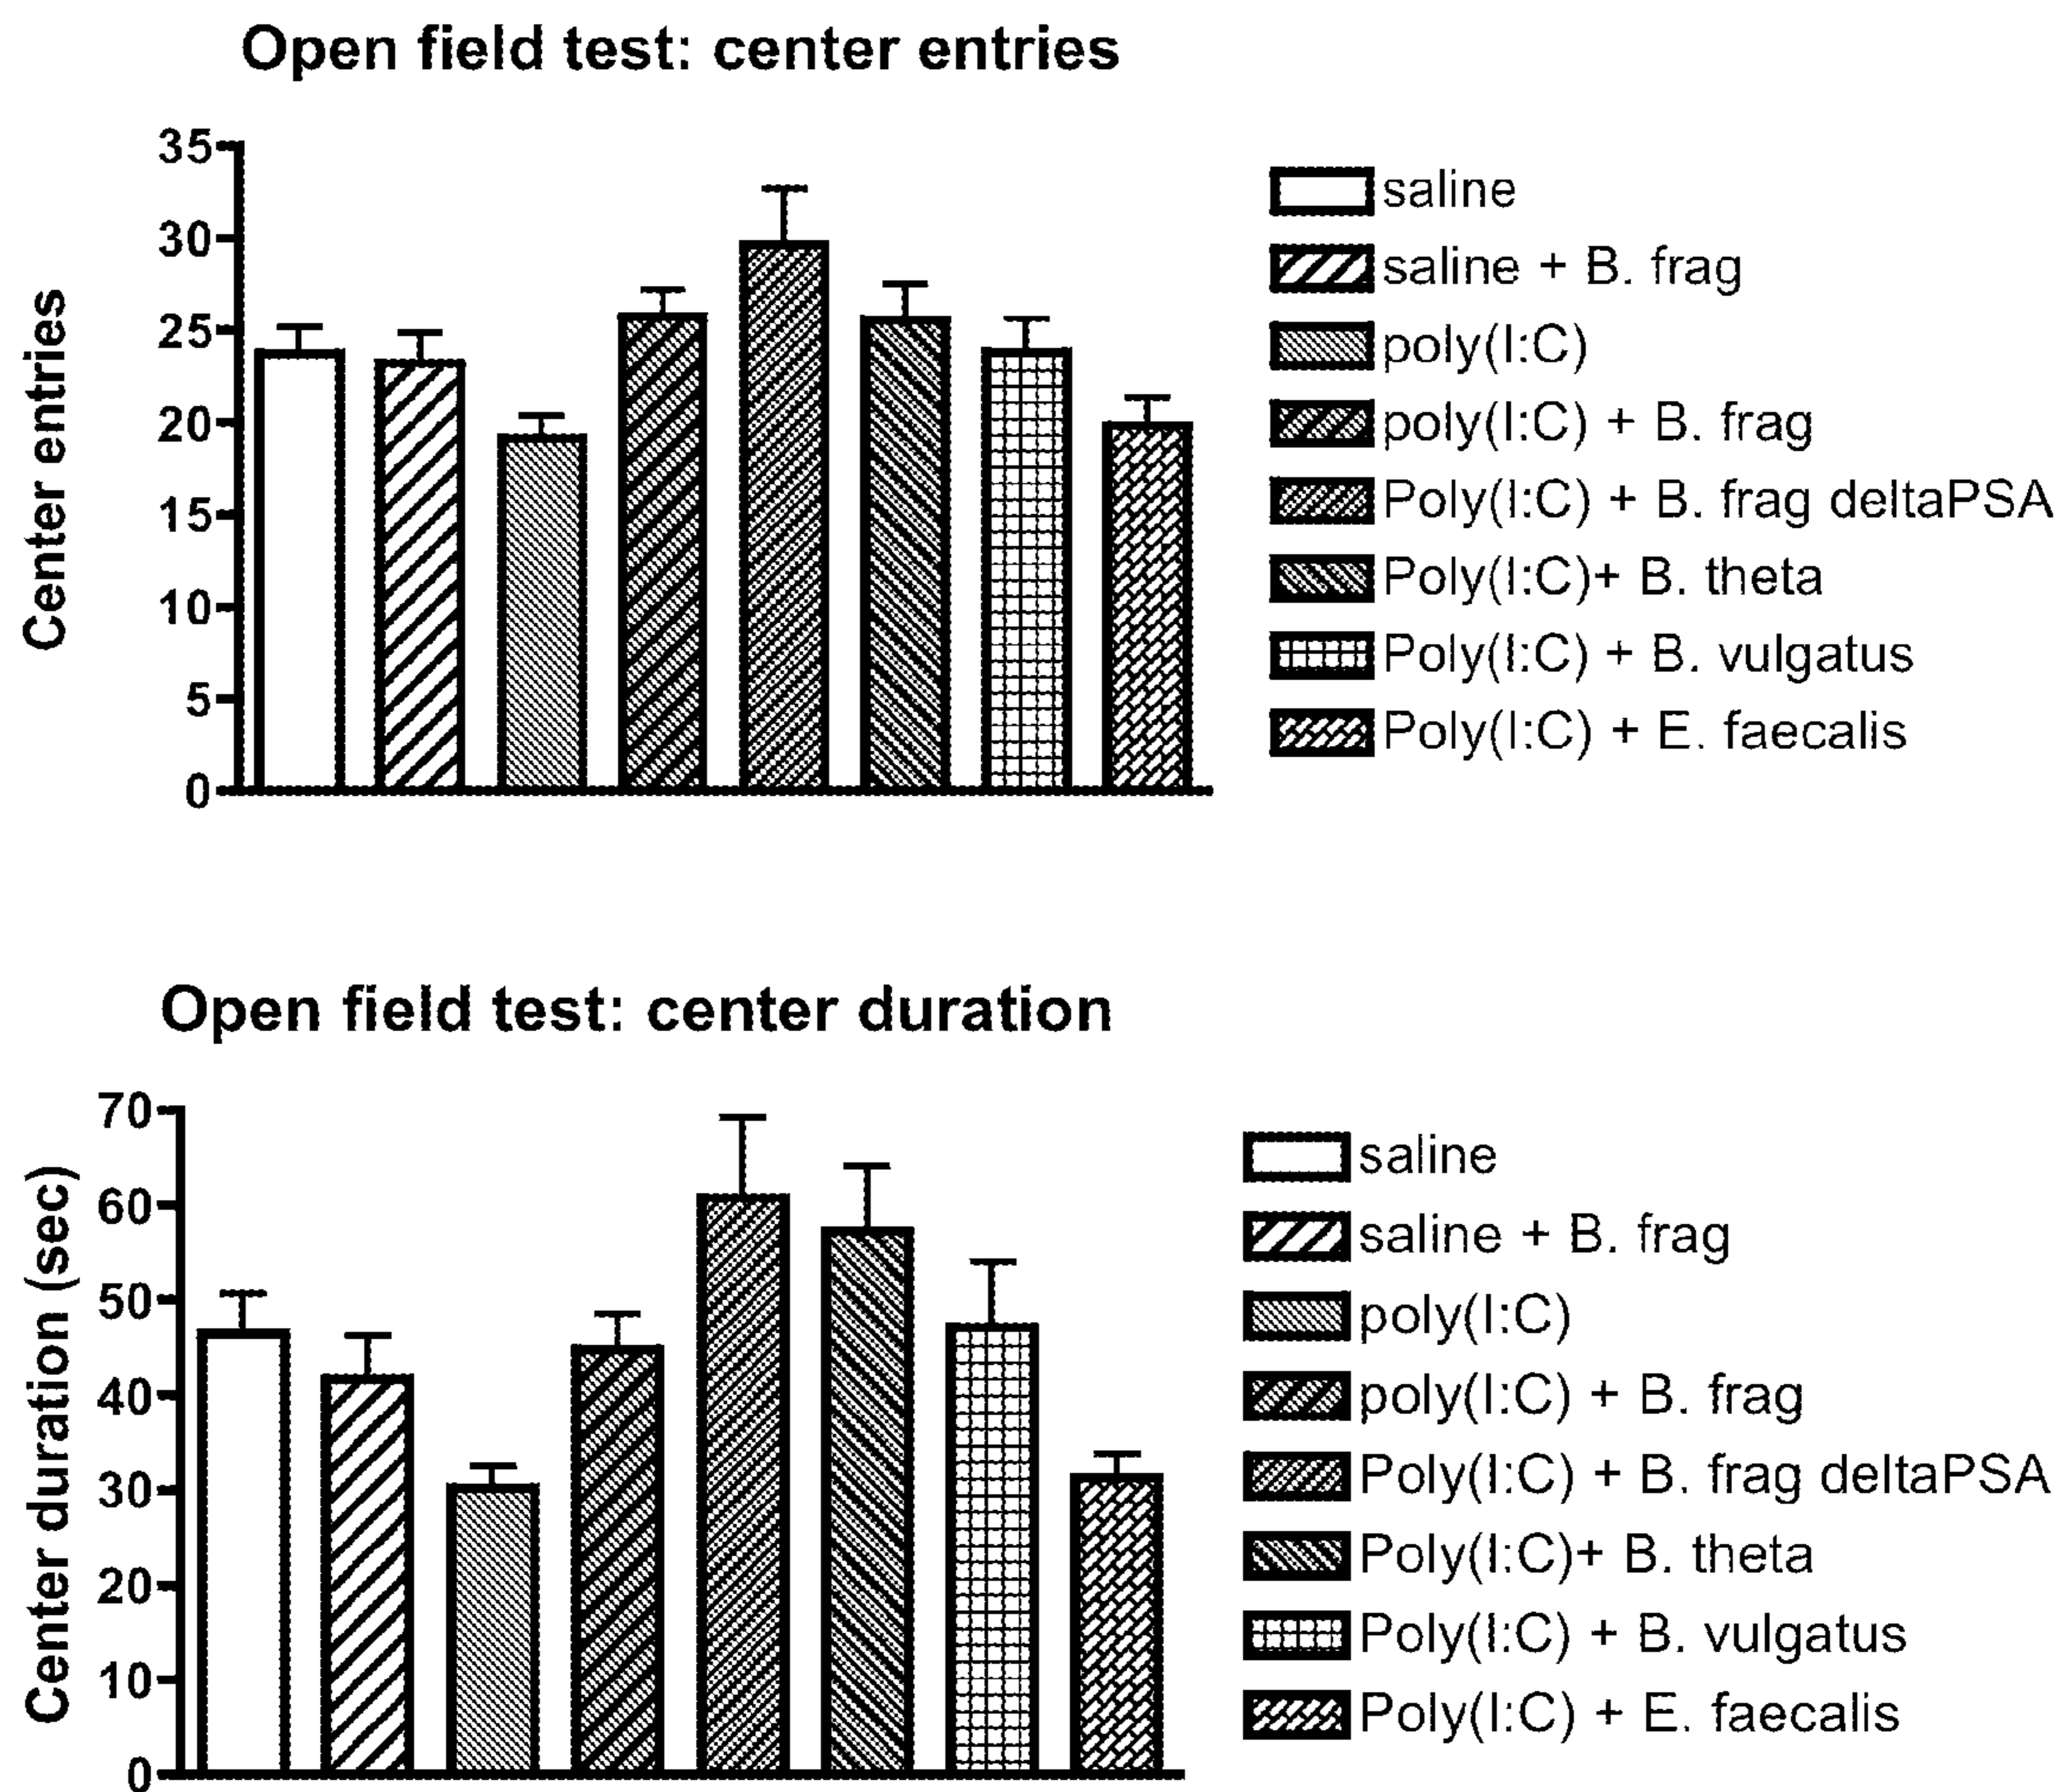 Open field test: center entries
Center entries
35
30
25
20
15
10
5
0
saline
saline + B. frag
poly(I:C)
poly(I:C) + B. frag
Poly(I:C) + B. frag deltaPSA
Poly(I:C)+ B. theta
Poly(I:C) + B. vulgatus
Poly(I:C) + E. faecalis
Open field test: center duration
Center duration (sec)
70
60
50
40
30
20
10
0
saline
saline + B. frag
poly(I:C)
poly(I:C) + B. frag
Poly(I:C) + B. frag deltaPSA
Poly(I:C)+ B. theta
Poly(I:C) + B. vulgatus
Poly(I:C) + E. faecalis